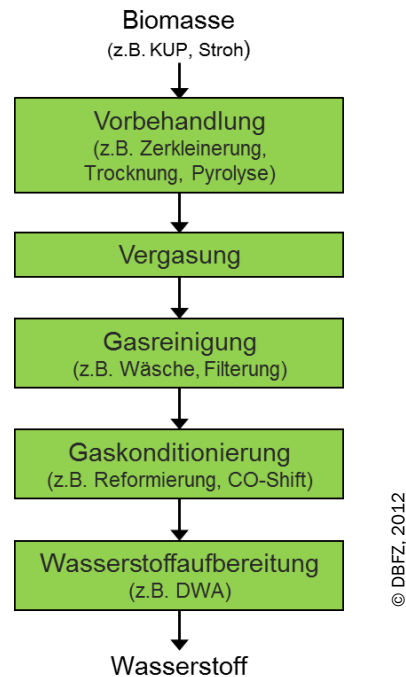 Biomasse
(z.B. KUP, Stroh)
Vorbehandlung
(z.B. Zerkleinerung,
Trocknung, Pyrolyse)
Vergasung
Gasreinigung
(z.B. Wäsche, Filterung)
Gaskonditionierung
(z.B. Reformierung, CO-Shift)
Wasserstoffaufbereitung
(z.B. DWA)
Wasserstoff
© DBFZ, 2012